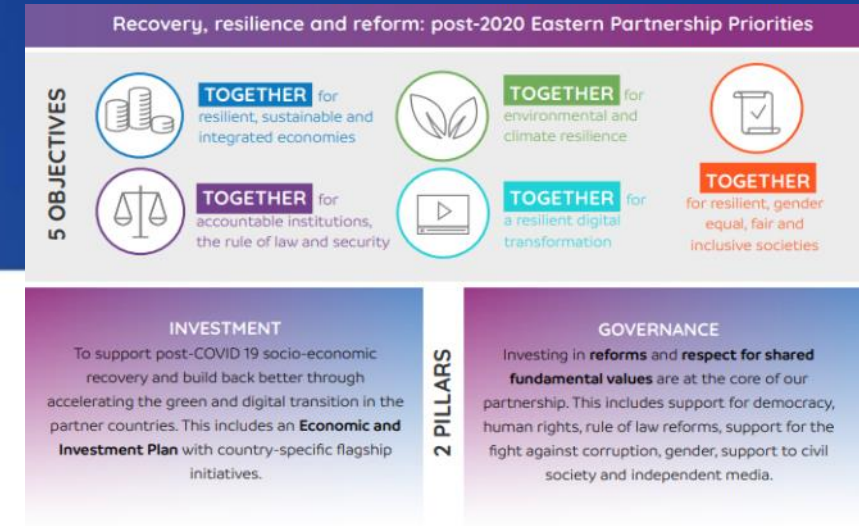 Recovery, resilience and reform: post-2020 Eastern Partnership Priorities
5 OBJECTIVES
TOGETHER for
resilient, sustainable and
integrated economies
TOGETHER for
environmental and
climate resilience
TOGETHER
for resilient, gender
equal, fair and
inclusive societies
TOGETHER for
accountable institutions,
the rule of law and security
TOGETHER for
a resilient digital
transformation
INVESTMENT
To support post-COVID 19 socio-economic
recovery and build back better through
accelerating the green and digital transition in the
partner countries. This includes an Economic and
Investment Plan with country-specific flagship
initiatives.
2 PILLARS
GOVERNANCE
Investing in reforms and respect for shared
fundamental values are at the core of our
partnership. This includes support for democracy,
human rights, rule of law reforms, support for the
fight against corruption, gender, support to civil
society and independent media.